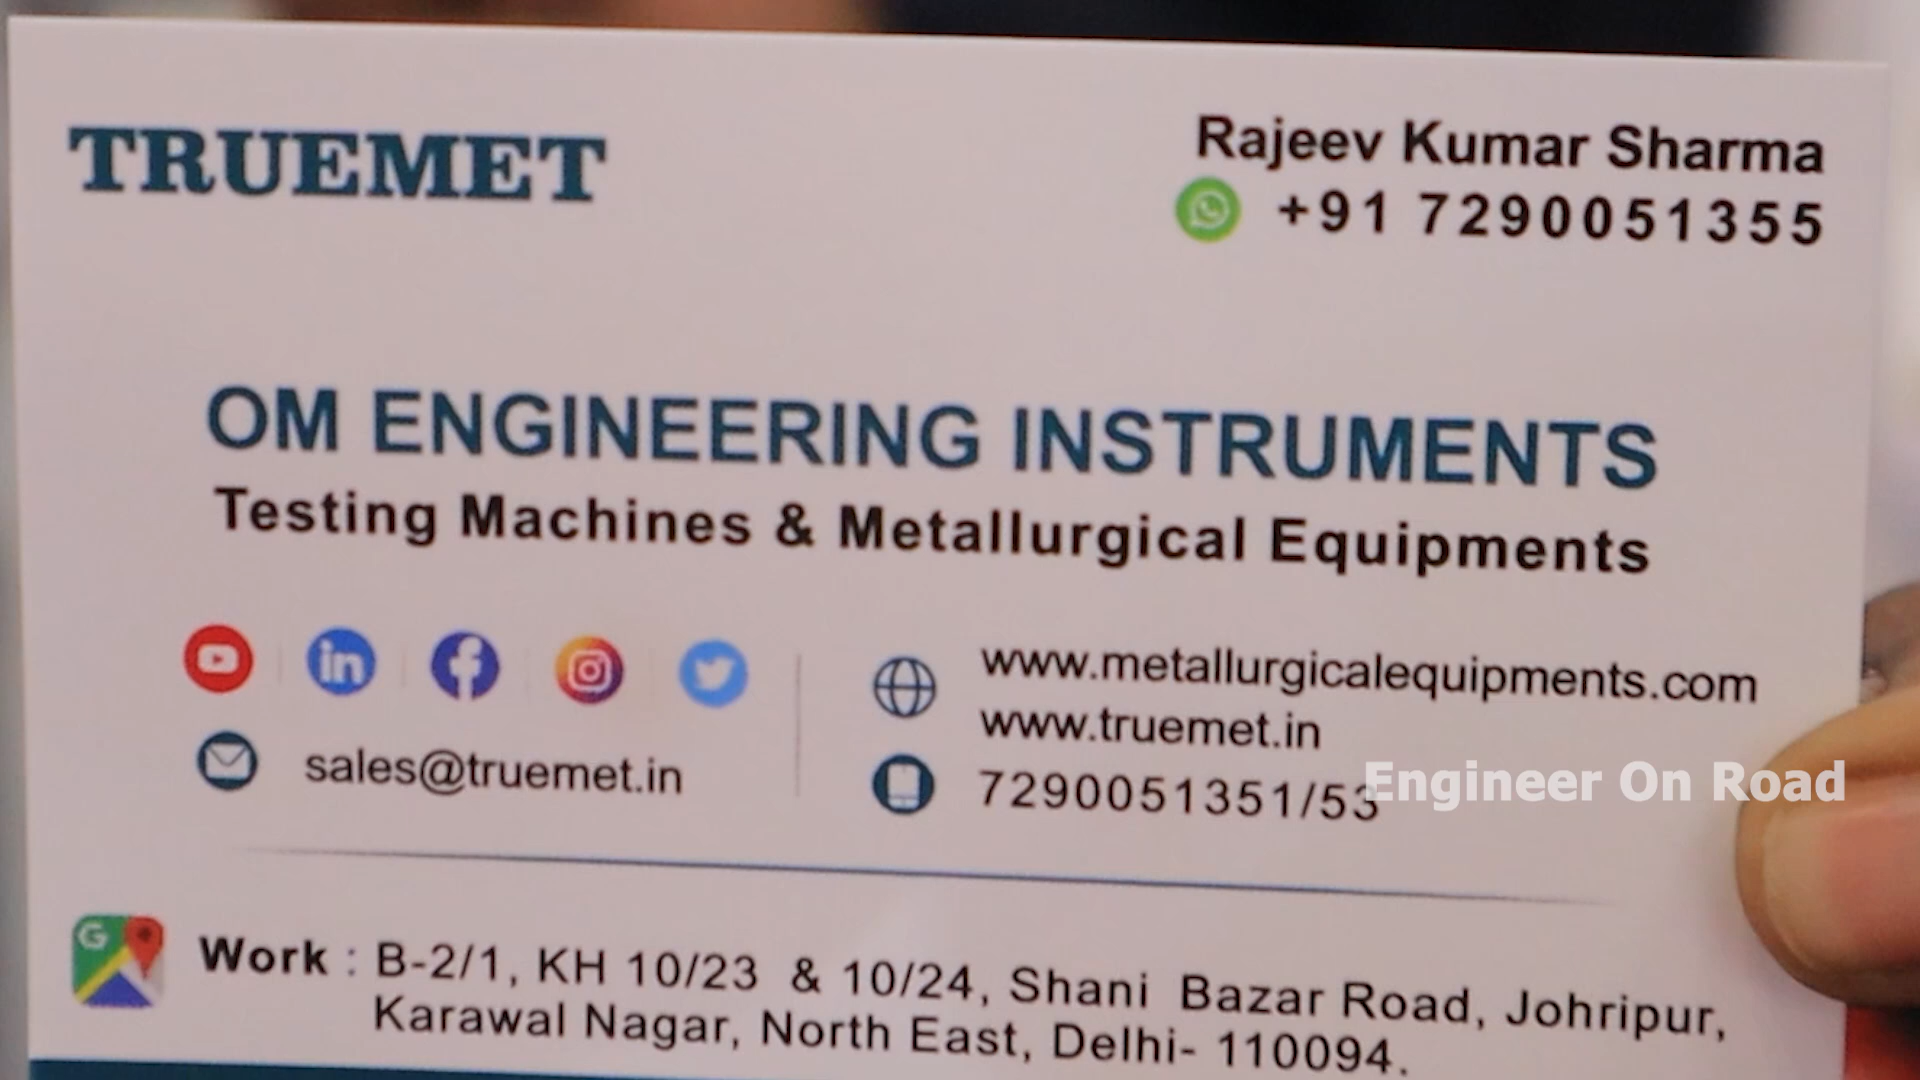 TRUEMET
Rajeev Kumar Sharma
+91 7290051355
OM ENGINEERING INSTRUMENTS
Testing Machines & Metallurgical Equipments
sales@truemet.in
www.metallurgicalequipments.com
www.truemet.in
7290051351/53
Engineer On Road
Work : B-2/1, KH 10/23 & 10/24, Shani Bazar Road, Johripur,
Karawal Nagar, North East, Delhi- 110094.